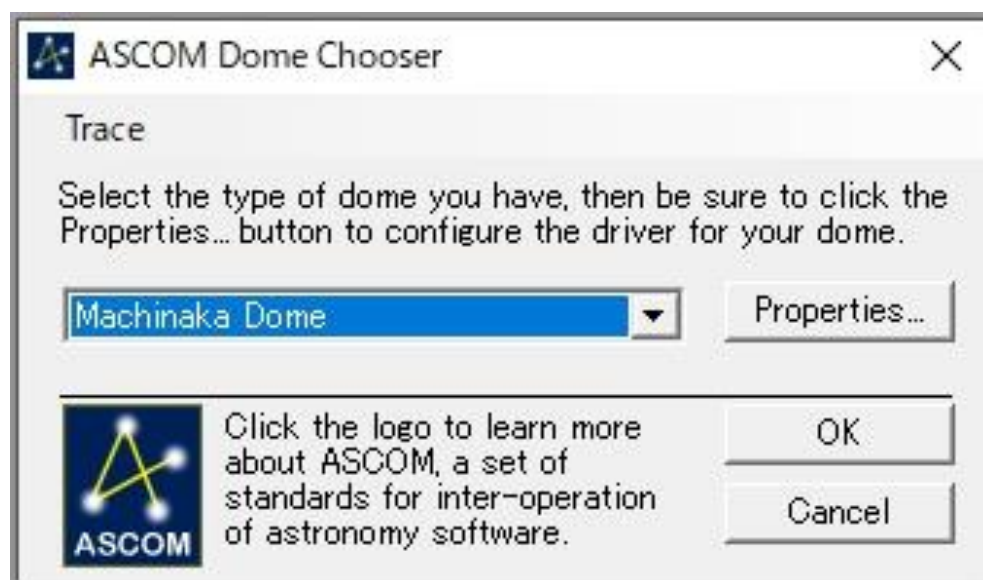 ASCOM Dome Chooser
Trace
Select the type of dome you have, then be sure to click the
Properties... button to configure the driver for your dome.
Machinaka Dome
Properties...
Click the logo to learn more
about ASCOM, a set of
standards for inter-operation
of astronomy software.
ASCOM
OK
Cancel